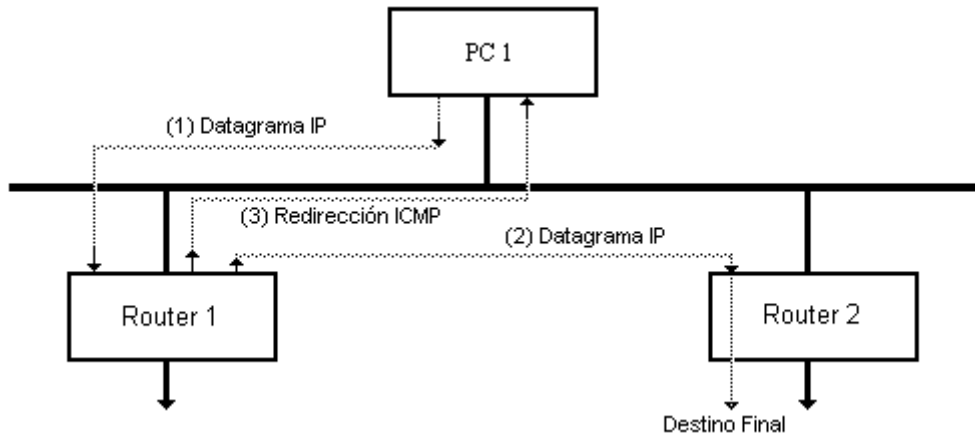 PC 1
(1) Datagrama IP
(3) Redirección ICMP
(2) Datagrama IP
Router 1
Router 2
Destino Final